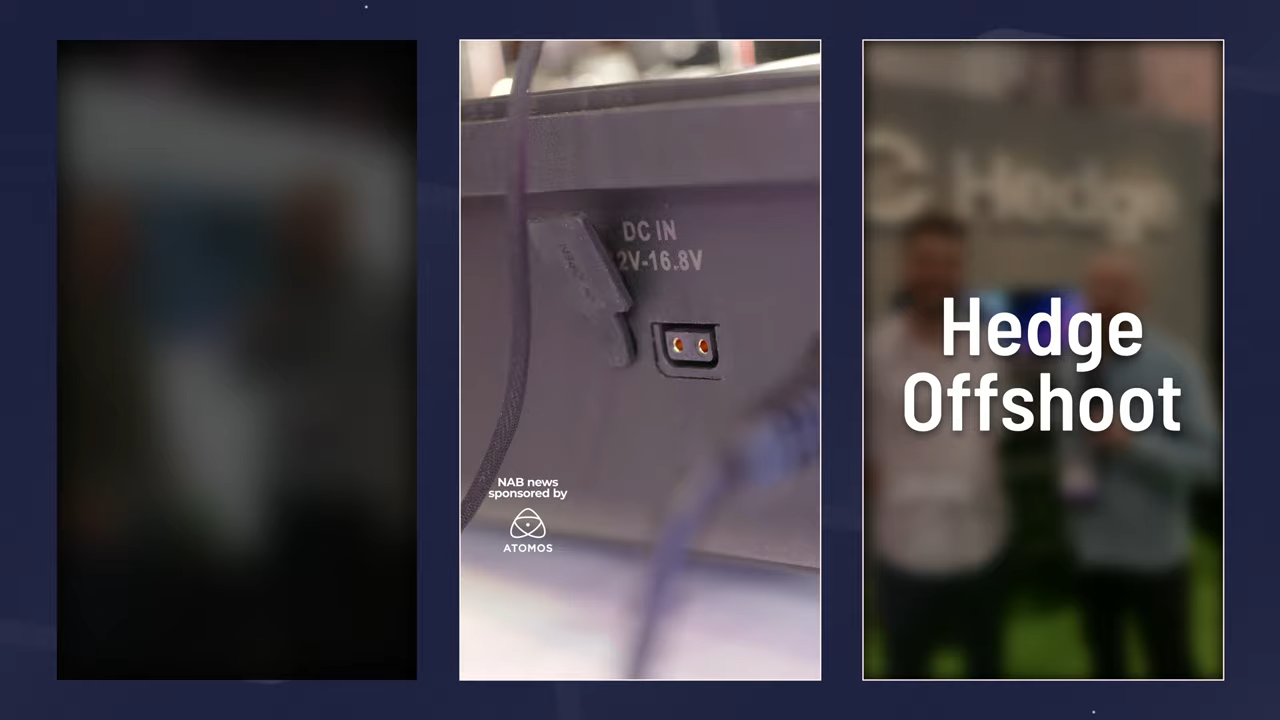 DC IN
2V-16.8V
NAB news
sponsored by
ATOMOS
Hedge
Hedge
Offshoot